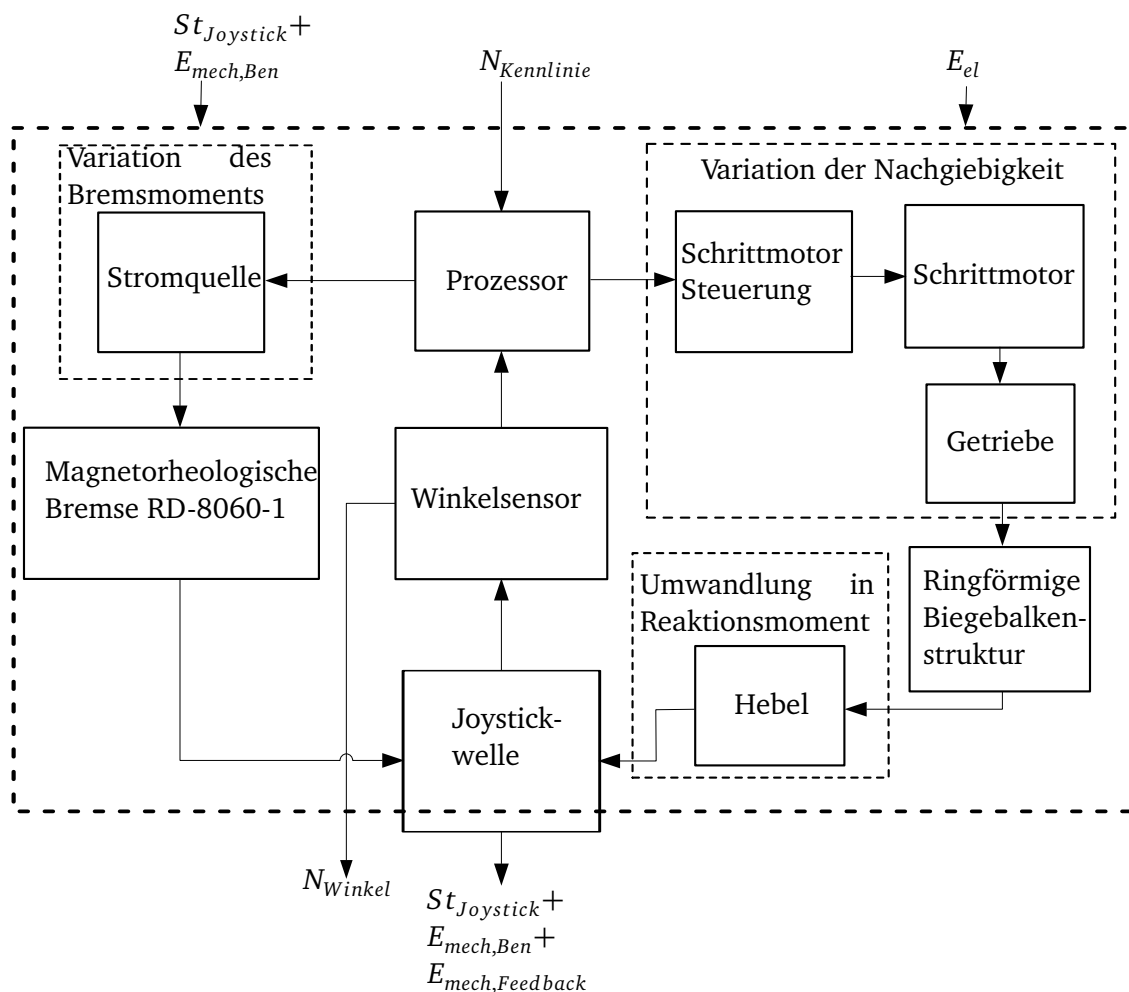 St_Joystick+
E_mech,Ben
N_Kennlinie
E_el
Variation des
Bremsmoments
Stromquelle
Prozessor
Variation der Nachgiebigkeit
Schrittmotor
Steuerung
Schrittmotor
Getriebe
Magnetorheologische
Bremse RD-8060-1
Winkelsensor
Umwandlung in
Reaktionsmoment
Hebel
Ringförmige
Biegebalken-
struktur
Joystick-
welle
N_Winkel
St_Joystick+
E_mech,Ben+
E_mech,Feedback